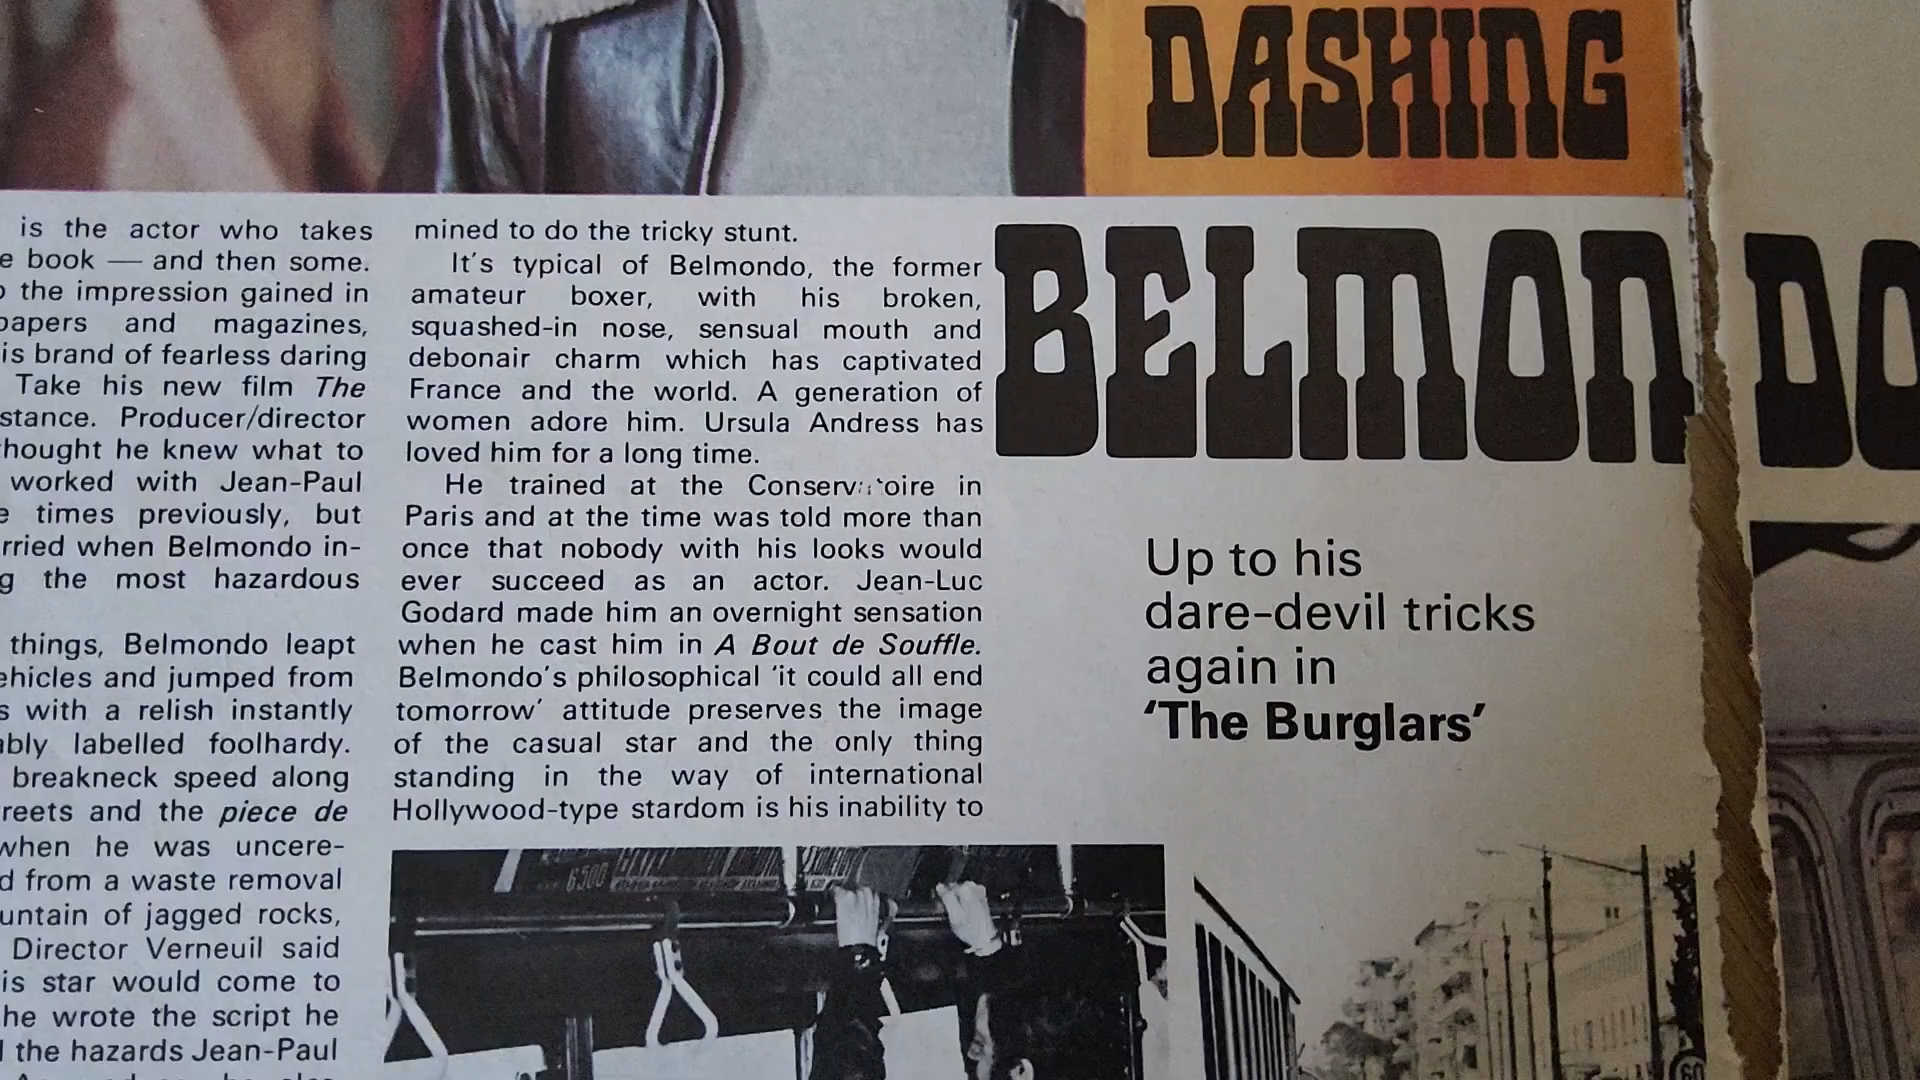 DASHING
BELMONDO
is the actor who takes
book — and then some.
the impression gained in
and magazines,
is brand of fearless daring
Take his new film The
Producer/director
he knew what to
worked with Jean-Paul
times previously, but
when Belmondo in-
the most hazardous
things, Belmondo leapt
and jumped from
with a relish instantly
labelled foolhardy.
breakneck speed along
and the piece de
when he was uncere-
from a waste removal
of jagged rocks,
Director Verneuil said
is star would come to
he wrote the script he
the hazards Jean-Paul
mined to do the tricky stunt.
It's typical of Belmondo, the former
amateur boxer, with his broken,
squashed-in nose, sensual mouth and
debonair charm which has captivated
France and the world. A generation of
women adore him. Ursula Andress has
loved him for a long time.
He trained at the Conservatoire in
Paris and at the time was told more than
once that nobody with his looks would
ever succeed as an actor. Jean-Luc
Godard made him an overnight sensation
when he cast him in A Bout de Souffle.
Belmondo's philosophical 'it could all end
tomorrow' attitude preserves the image
of the casual star and the only thing
standing in the way of international
Hollywood-type stardom is his inability to
Up to his
dare-devil tricks
again in
'The Burglars'
6500
60